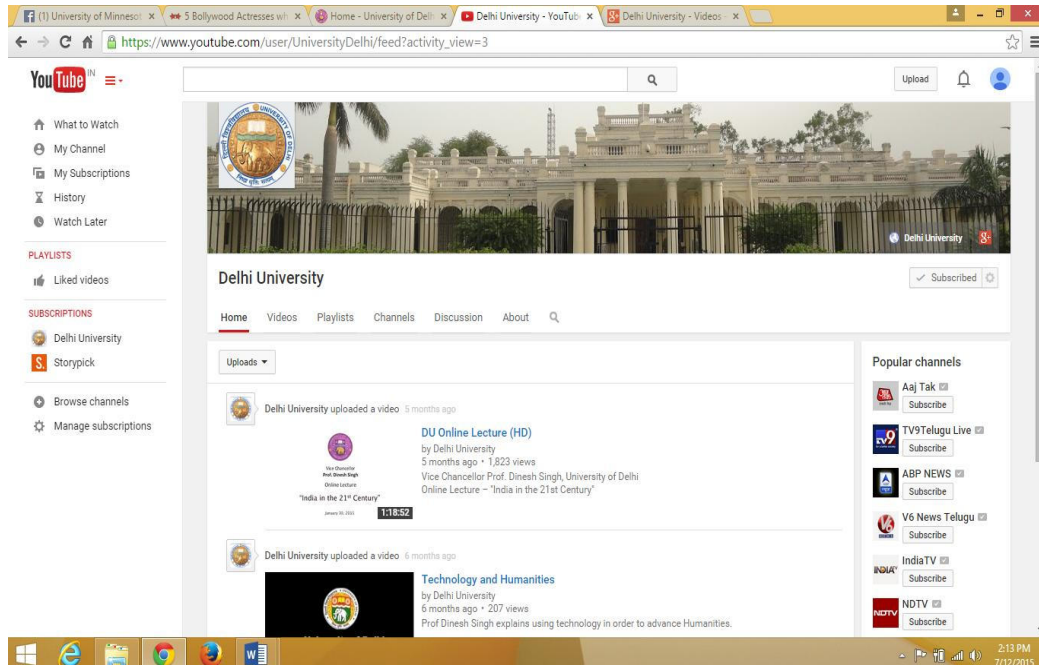 (1) University of Minnesot
5 Bollywood Actresses wh
Home - University of Delh
Delhi University - YouTub
Delhi University - Videos -
https://www.youtube.com/user/UniversityDelhi/feed?activity_view=3
YouTube IN
Upload
What to Watch
My Channel
My Subscriptions
History
Watch Later
PLAYLISTS
Liked videos
SUBSCRIPTIONS
Delhi University
Storypick
Browse channels
Manage subscriptions
Delhi University
Delhi University
Subscribed
Home Videos Playlists Channels Discussion About
Uploads
Delhi University uploaded a video 5 months ago
Vice Chancellor
Prof. Dinesh Singh
Online Lecture
"India in the 21st Century"
1:18:52
DU Online Lecture (HD)
by Delhi University
5 months ago • 1,823 views
Vice Chancellor Prof. Dinesh Singh, University of Delhi
Online Lecture – "India in the 21st Century"
Delhi University uploaded a video 6 months ago
Technology and Humanities
by Delhi University
6 months ago • 207 views
Prof Dinesh Singh explains using technology in order to advance Humanities.
Popular channels
Aaj Tak
Subscribe
TV9Telugu Live
Subscribe
ABP NEWS
Subscribe
V6 News Telugu
Subscribe
IndiaTV
Subscribe
NDTV
Subscribe
2:13 PM
7/12/2015